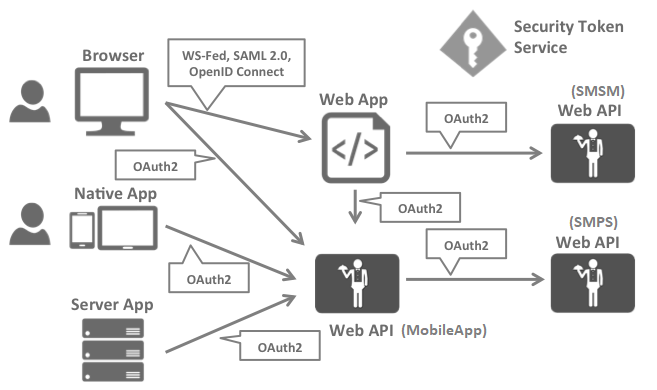 Security Token
Service
Browser
WS-Fed, SAML 2.0,
OpenID Connect
Web App
OAuth2
(SMSM)
Web API
OAuth2
Native App
OAuth2
OAuth2
OAuth2
(SMPS)
Web API
Server App
OAuth2
Web API (MobileApp)